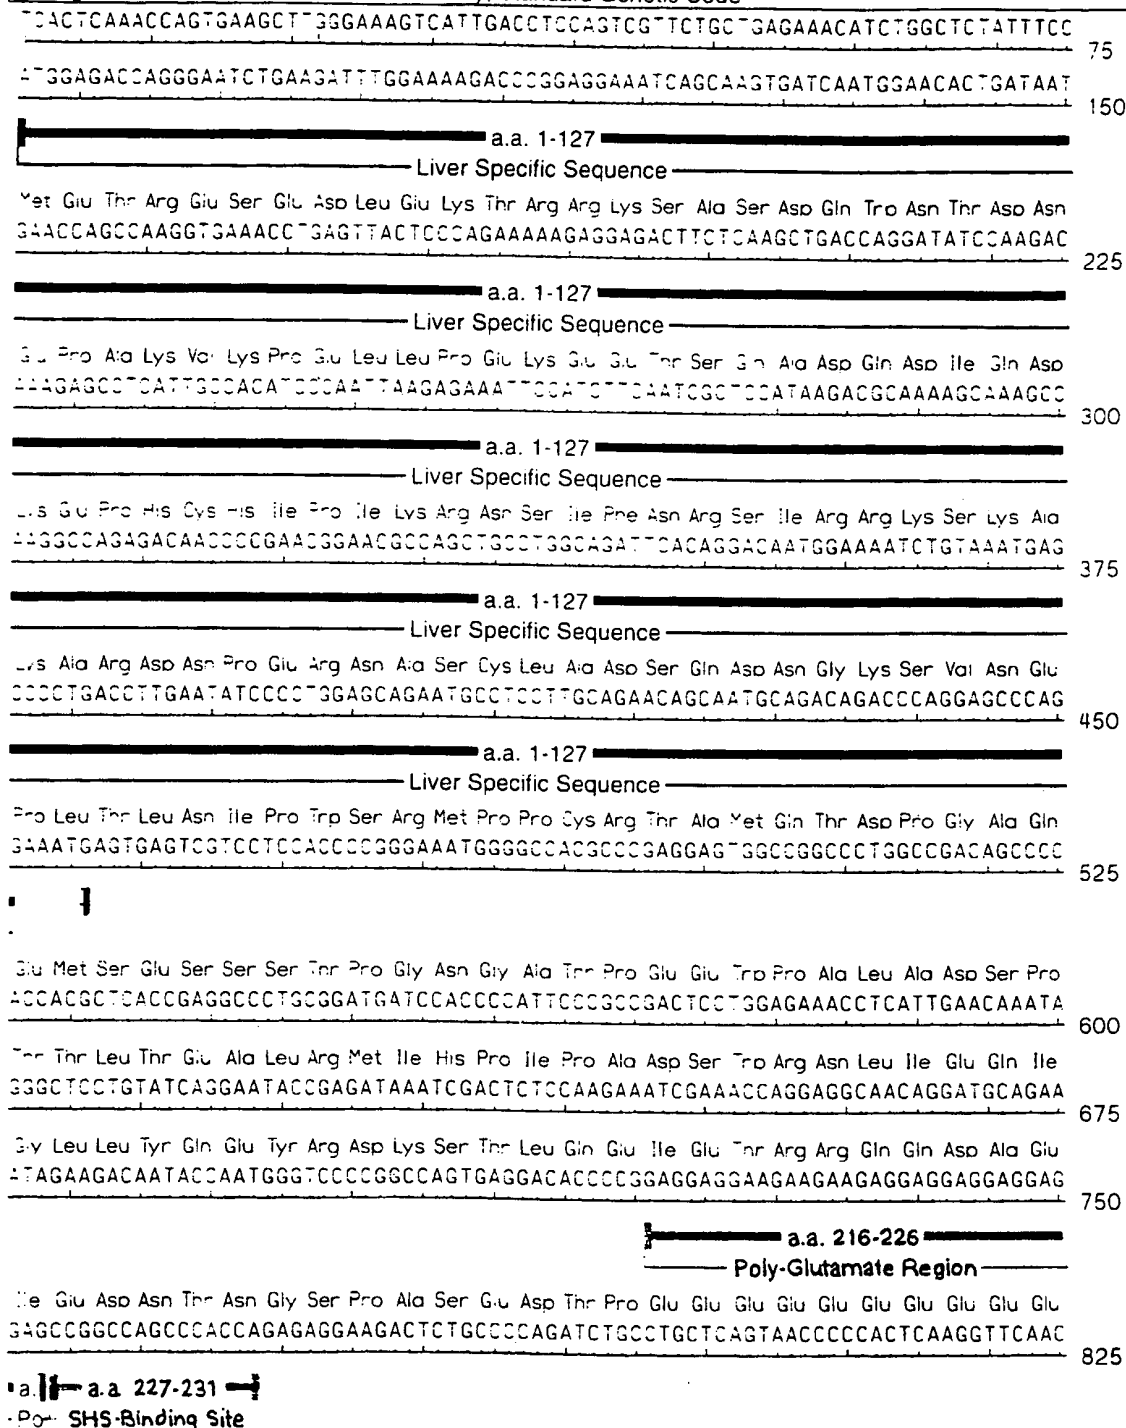 TCACTCAAACCAGTGAAGCTTGGGAAAGTCATTGACCTCCAGTCGTTCTGCTGAGAAACATCTGGCTCTATTTCC
75
ATGGAGACCAGGGAATCTGAAGATTTGGAAAAGACCCGGAGGAAATCAGCAAGTGATCAATGGAACACTGATAAT
150
a.a. 1-127
Liver Specific Sequence
Met Glu Thr Arg Glu Ser Glu Asp Leu Glu Lys Thr Arg Arg Lys Ser Ala Ser Asp Gln Trp Asn Thr Asp Asn
GAACCAGCCAAGGTGAAACCTGAGTTACTCCCAGAAAAAGAGGAGACTTCTCAAGCTGACCAGGATATCCAAGAC
225
a.a. 1-127
Liver Specific Sequence
Glu Pro Ala Lys Val Lys Pro Glu Leu Leu Pro Glu Lys Glu Glu Thr Ser Gln Ala Asp Gln Asp Ile Gln Asp
AAAGAGCCTCATTGCCACATCCCAATTAAGAGAAATTCCATCTTCAATCGCTCCATAAGACGCAAAAGCAAAGCC
300
a.a. 1-127
Liver Specific Sequence
Lys Glu Pro His Cys His Ile Pro Ile Lys Arg Asn Ser Ile Phe Asn Arg Ser Ile Arg Arg Lys Ser Lys Ala
AAGGCCAGAGACAACCCCGAACGGAACGCCAGCTGCCTGGCAGATTCACAGGACAATGGAAAATCTGTAAATGAG
375
a.a. 1-127
Liver Specific Sequence
Lys Ala Arg Asp Asn Pro Glu Arg Asn Ala Ser Cys Leu Ala Asp Ser Gln Asp Asn Gly Lys Ser Val Asn Glu
CCCCTGACCTTGAATATCCCCTGGAGCAGAATGCCTCCTTGCAGAACAGCAATGCAGACAGACCCAGGAGCCCAG
450
a.a. 1-127
Liver Specific Sequence
Pro Leu Thr Leu Asn Ile Pro Trp Ser Arg Met Pro Pro Cys Arg Thr Ala Met Gln Thr Asp Pro Gly Ala Gln
GAAATGAGTGAGTCGTCCTCCACCCCGGGAAATGGGGCCACGCCCGAGGAGTGGCCGGCCCTGGCCGACAGCCCC
525
Glu Met Ser Glu Ser Ser Ser Thr Pro Gly Asn Gly Ala Thr Pro Glu Glu Trp Pro Ala Leu Ala Asp Ser Pro
ACCACGCTCACCGAGGCCCTGCGGATGATCCACCCCATTCCCGCCGACTCCTGGAGAAACCTCATTGAACAAATA
600
Thr Thr Leu Thr Glu Ala Leu Arg Met Ile His Pro Ile Pro Ala Asp Ser Trp Arg Asn Leu Ile Glu Gln Ile
GGGCTCCTGTATCAGGAATACCGAGATAAATCGACTCTCCAAGAAATCGAAACCAGGAGGCAACAGGATGCAGAA
675
Gly Leu Leu Tyr Gln Glu Tyr Arg Asp Lys Ser Thr Leu Gln Glu Ile Glu Thr Arg Arg Gln Gln Asp Ala Glu
ATAGAAGACAATACCAATGGGTCCCCGGCCAGTGAGGACACCCCGGAGGAGGAAGAAGAAGAGGAGGAGGAGGAG
750
a.a. 216-226
Poly-Glutamate Region
Ile Glu Asp Asn Thr Asn Gly Ser Pro Ala Ser Glu Asp Thr Pro Glu Glu Glu Glu Glu Glu Glu Glu Glu Glu
GAGCCGGCCAGCCCACCAGAGAGGAAGACTCTGCCCCAGATCTGCCTGCTCAGTAACCCCCACTCAAGGTTCAAC
825
a. a.a 227-231
SHS-Binding Site